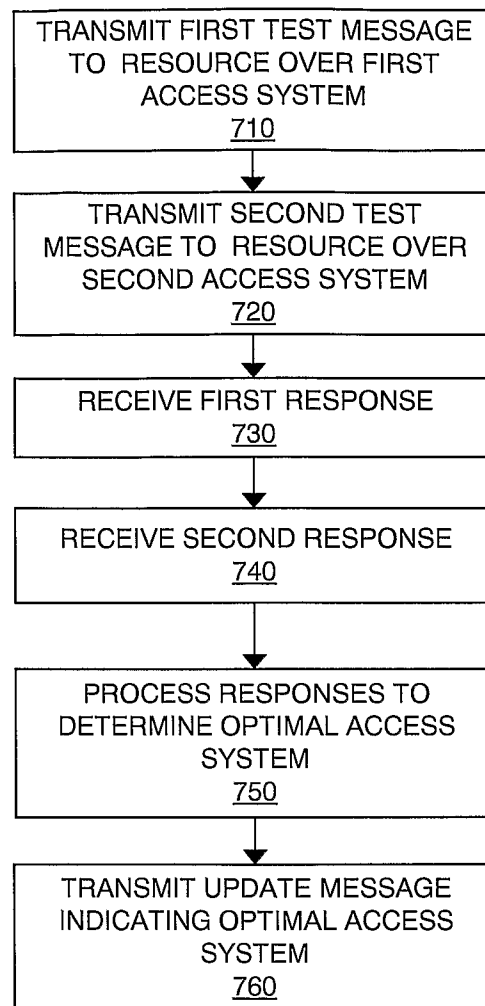 TRANSMIT FIRST TEST MESSAGE
TO RESOURCE OVER FIRST
ACCESS SYSTEM
710
TRANSMIT SECOND TEST
MESSAGE TO RESOURCE OVER
SECOND ACCESS SYSTEM
720
RECEIVE FIRST RESPONSE
730
RECEIVE SECOND RESPONSE
740
PROCESS RESPONSES TO
DETERMINE OPTIMAL ACCESS
SYSTEM
750
TRANSMIT UPDATE MESSAGE
INDICATING OPTIMAL ACCESS
SYSTEM
760